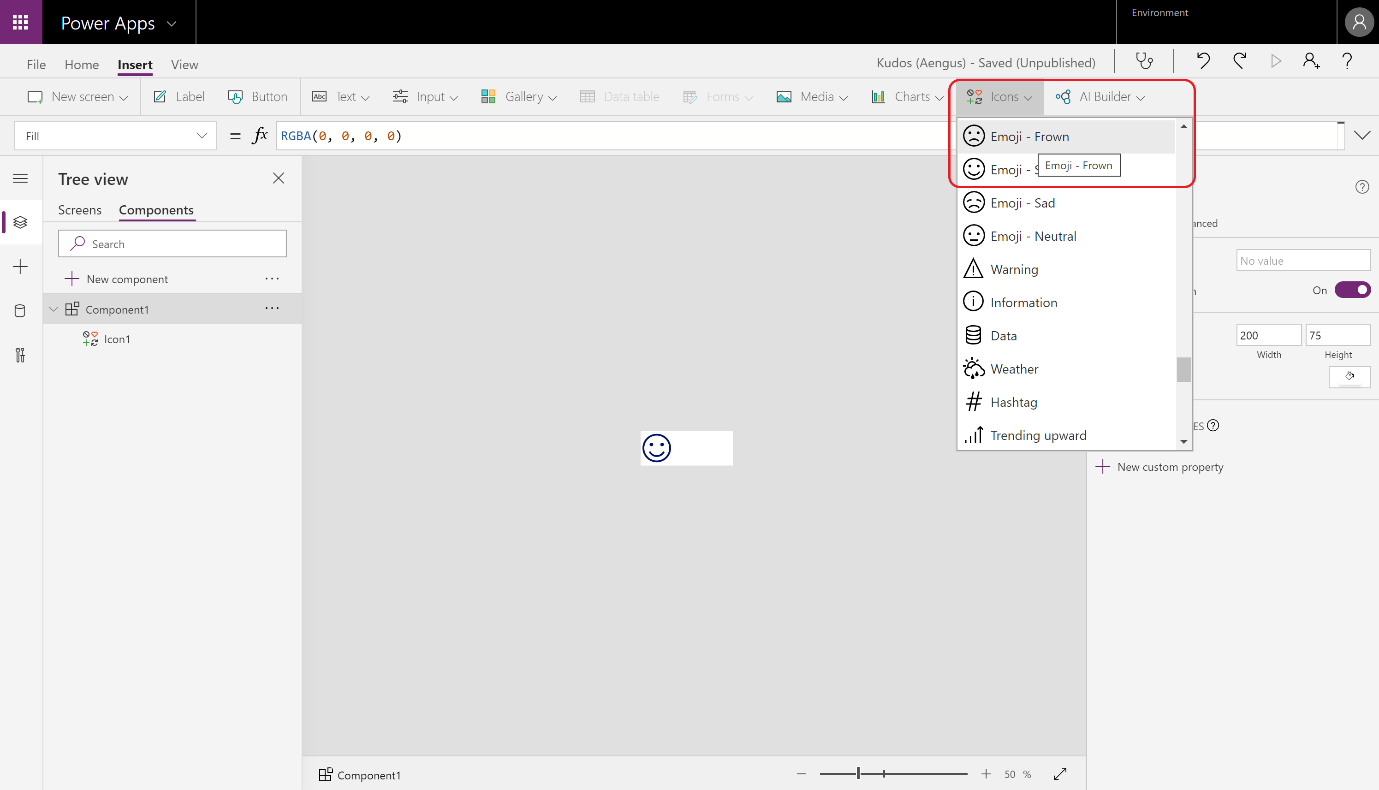 Power Apps
Environment
File Home Insert View
Kudos (Aengus) - Saved (Unpublished)
New screen Label Button Text Input Gallery Data table Forms Media Charts Icons AI Builder
Fill = fx RGBA(0, 0, 0, 0)
Tree view
Screens Components
Search
New component
Component1
Icon1
Emoji - Frown
Emoji - S
Emoji - Frown
Emoji - Sad
Emoji - Neutral
Warning
Information
Data
Weather
# Hashtag
Trending upward
anced
No value
n On
200 75
Width Height
ES
New custom property
Component1
50 %